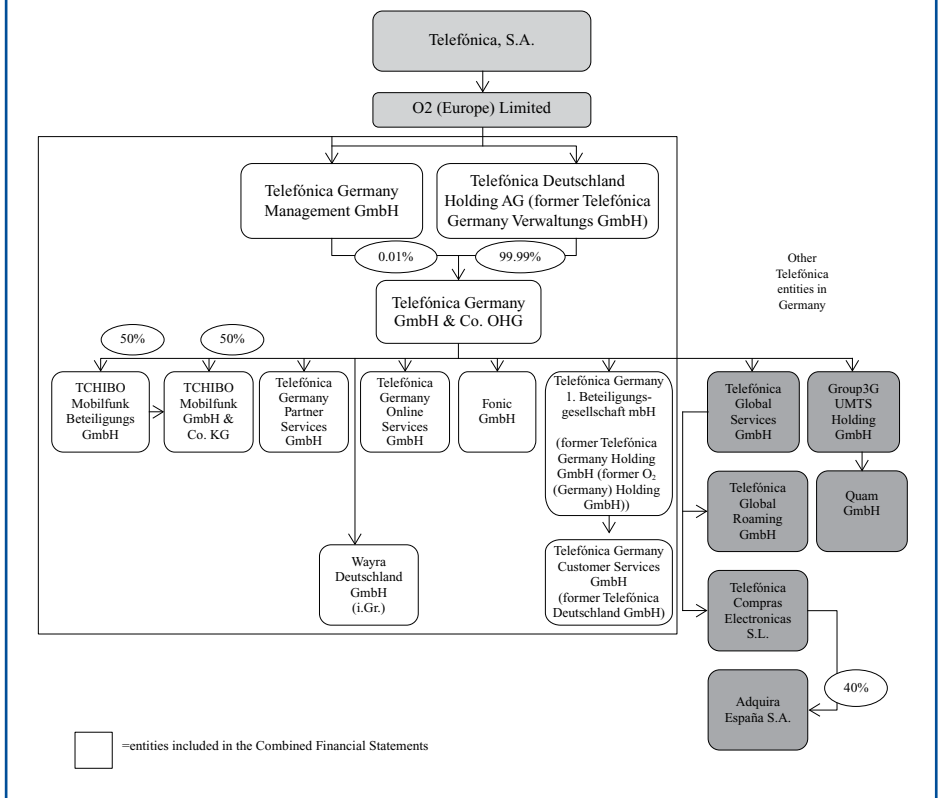 Telefónica, S.A.
O2 (Europe) Limited
Telefónica Germany
Management GmbH
Telefónica Deutschland
Holding AG (former Telefónica
Germany Verwaltungs GmbH)
0.01%
99.99%
Other
Telefónica
entities in
Germany
Telefónica Germany
GmbH & Co. OHG
50%
50%
TCHIBO
Mobilfunk
Beteiligungs
GmbH
TCHIBO
Mobilfunk
GmbH &
Co. KG
Telefónica
Germany
Partner
Services
GmbH
Telefónica
Germany
Online
Services
GmbH
Fonic
GmbH
Telefónica Germany
1. Beteiligungs-
gesellschaft mbH
(former Telefónica
Germany Holding
GmbH (former O₂
(Germany) Holding
GmbH))
Telefónica
Global
Services
GmbH
Group3G
UMTS
Holding
GmbH
Telefónica
Global
Roaming
GmbH
Quam
GmbH
Wayra
Deutschland
GmbH
(i.Gr.)
Telefónica Germany
Customer Services
GmbH
(former Telefónica
Deutschland GmbH)
Telefónica
Compras
Electronicas
S.L.
40%
Adquira
España S.A.
=entities included in the Combined Financial Statements